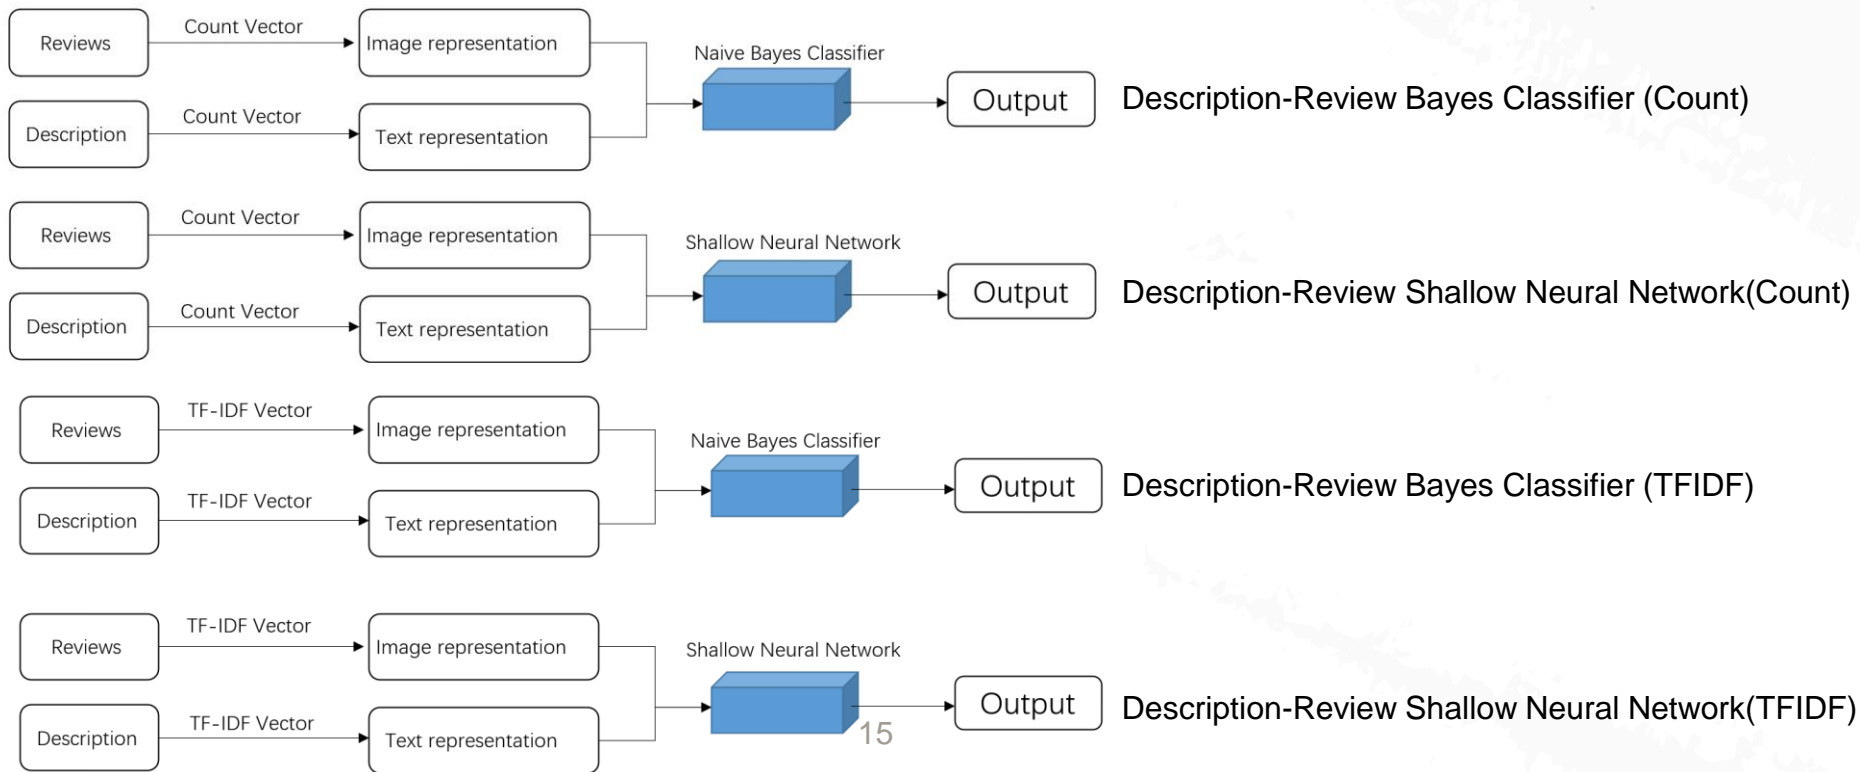 Reviews
Count Vector
Image representation
Naive Bayes Classifier
Output
Description-Review Bayes Classifier (Count)
Description
Count Vector
Text representation
Reviews
Count Vector
Image representation
Shallow Neural Network
Output
Description-Review Shallow Neural Network(Count)
Description
Count Vector
Text representation
Reviews
TF-IDF Vector
Image representation
Naive Bayes Classifier
Output
Description-Review Bayes Classifier (TFIDF)
Description
TF-IDF Vector
Text representation
Reviews
TF-IDF Vector
Image representation
Shallow Neural Network
Output
Description-Review Shallow Neural Network(TFIDF)
Description
TF-IDF Vector
Text representation
15